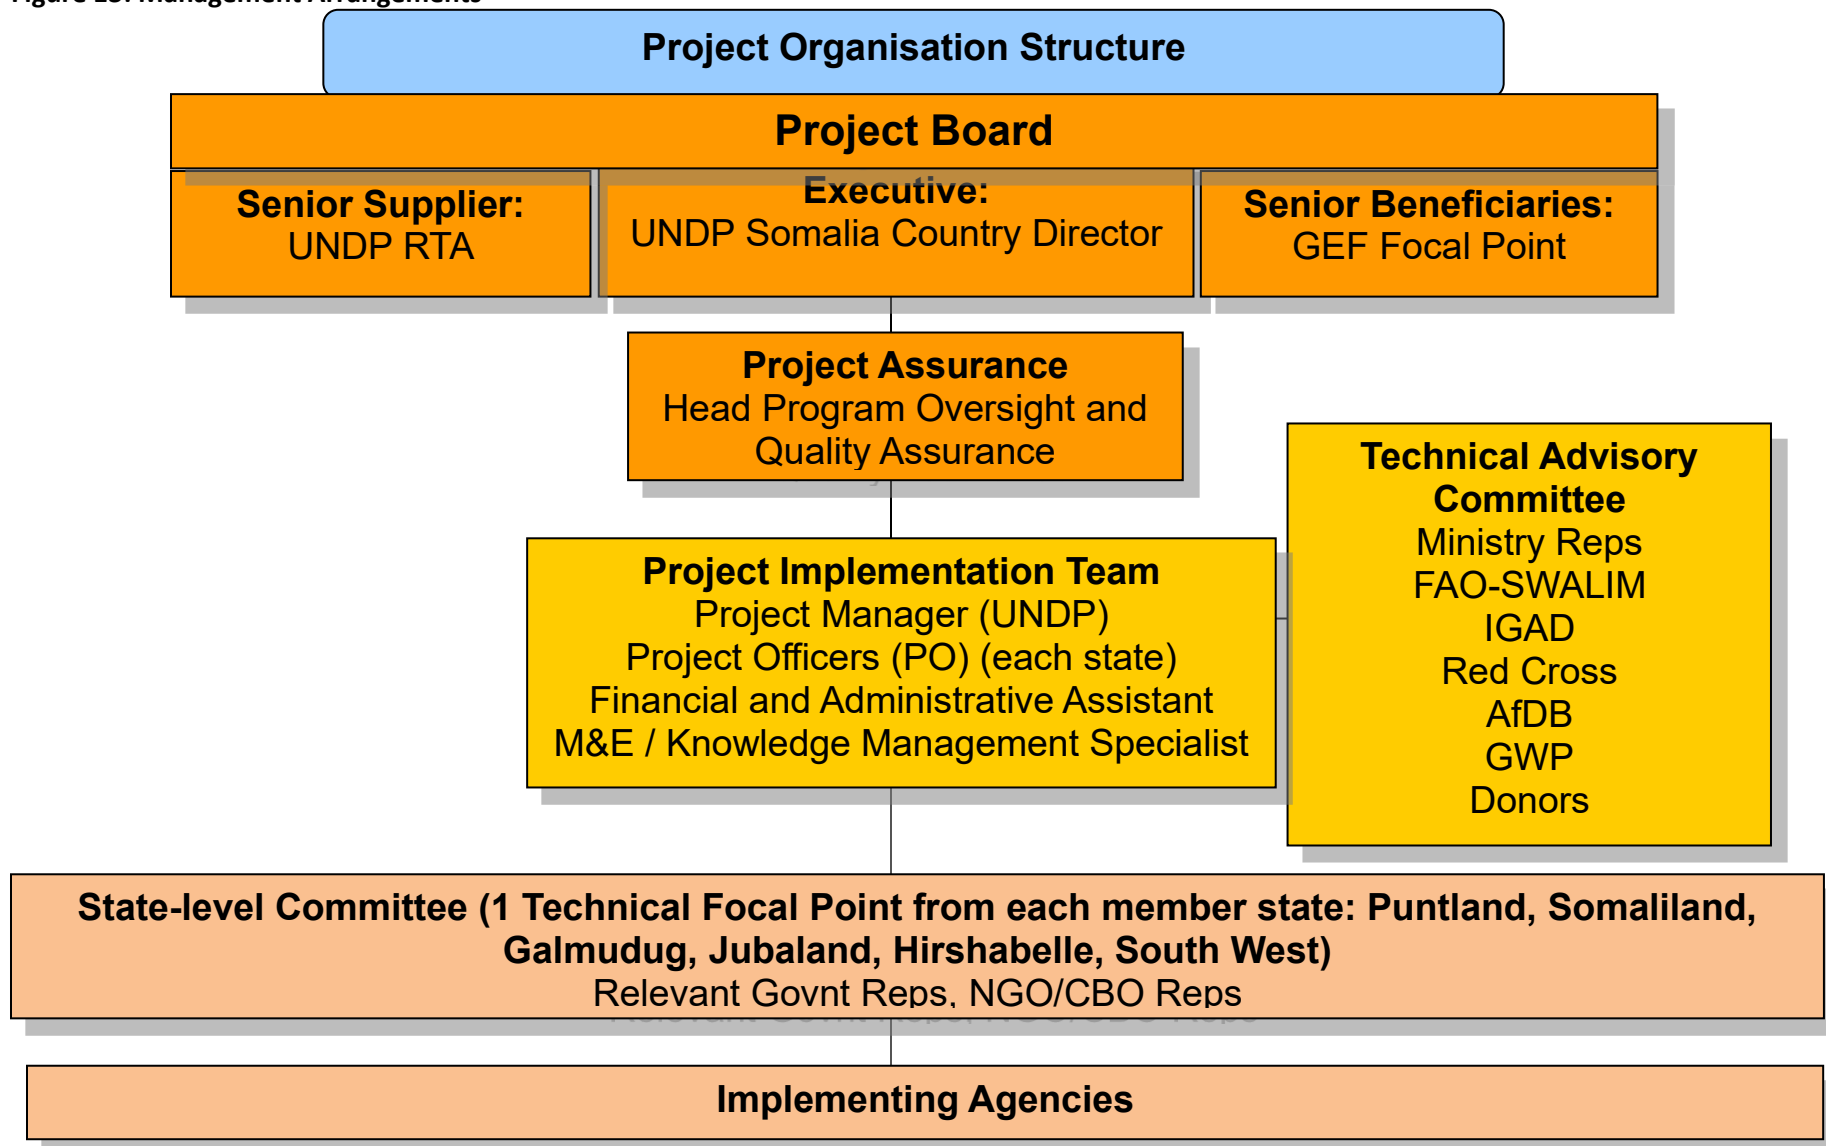 Project Organisation Structure
Project Board
Senior Supplier:
UNDP RTA
Executive:
UNDP Somalia Country Director
Senior Beneficiaries:
GEF Focal Point
Project Assurance
Head Program Oversight and
Quality Assurance
Technical Advisory
Committee
Ministry Reps
FAO-SWALIM
IGAD
Red Cross
AfDB
GWP
Donors
Project Implementation Team
Project Manager (UNDP)
Project Officers (PO) (each state)
Financial and Administrative Assistant
M&E / Knowledge Management Specialist
State-level Committee (1 Technical Focal Point from each member state: Puntland, Somaliland,
Galmudug, Jubaland, Hirshabelle, South West)
Relevant Govnt Reps, NGO/CBO Reps
Implementing Agencies